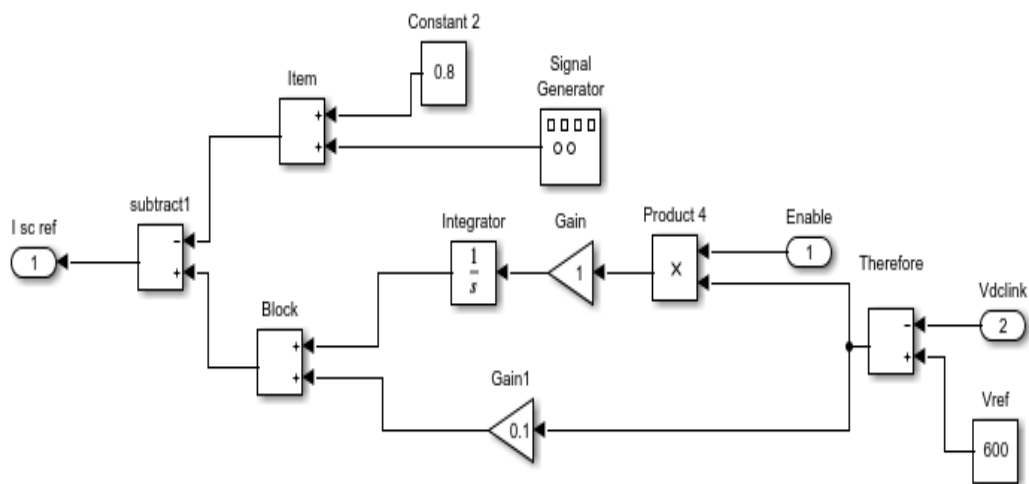 Constant 2
0.8
Signal
Generator
Item
+
+
subtract1
-
+
I sc ref
1
Integrator
1
s
Gain
1
Product 4
×
Enable
1
Therefore
-
+
Vdclink
2
Block
+
+
Gain1
0.1
Vref
600